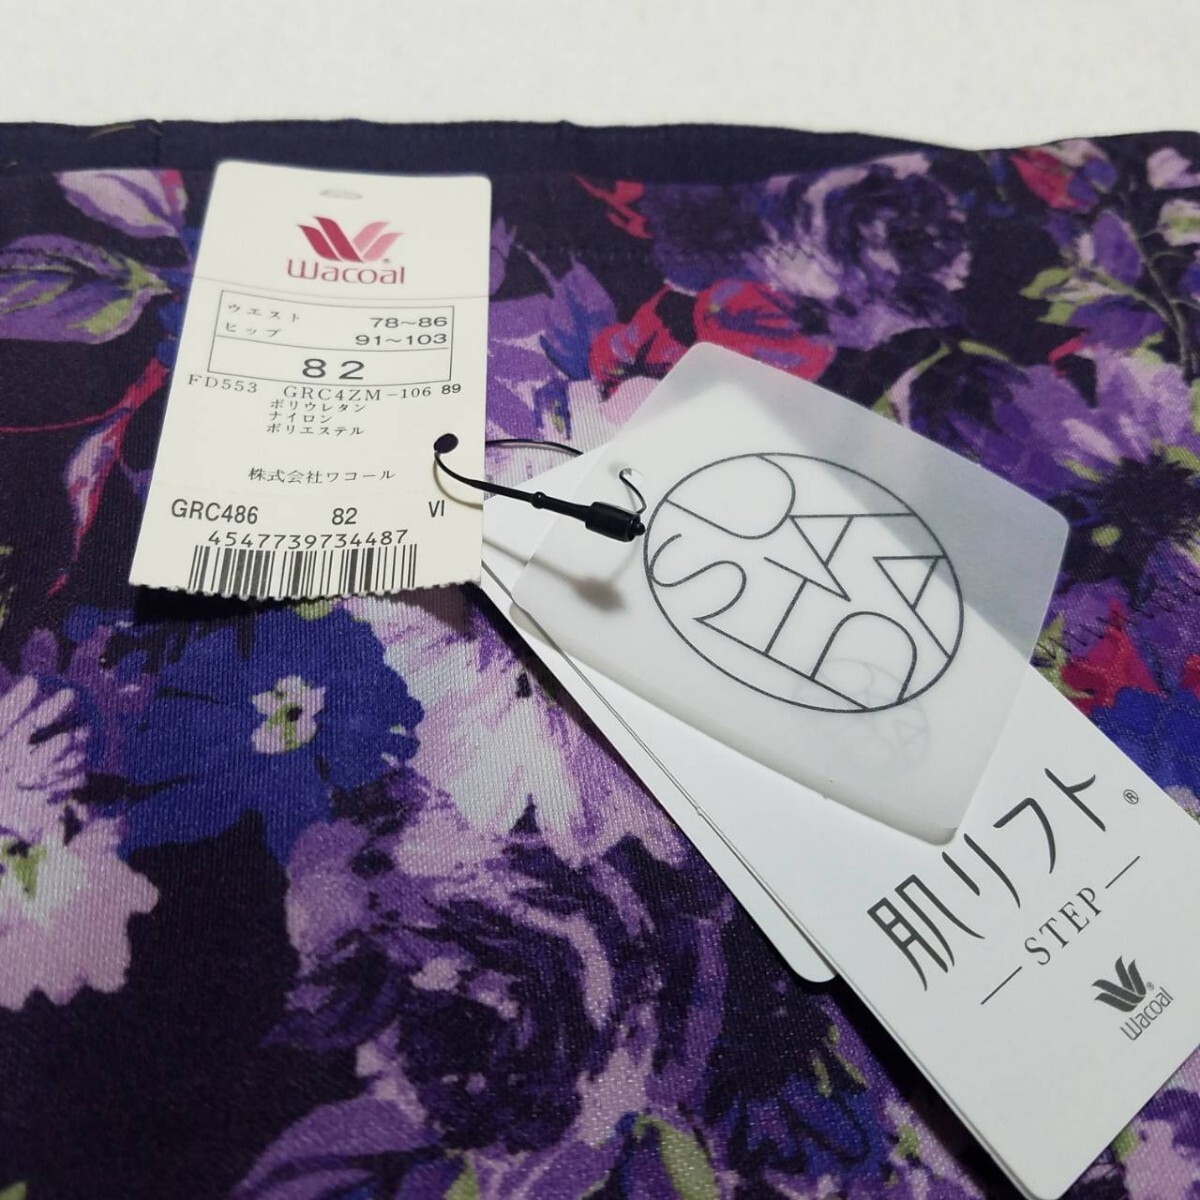 Wacoal
ウエスト 78~86
ヒップ 91~103
82
FD553 GRC4ZM-106 89
ポリウレタン
ナイロン
ポリエステル
株式会社ワコール
GRC486 82 VI
4547739734487
肌リフト®
STEP
Wacoal®